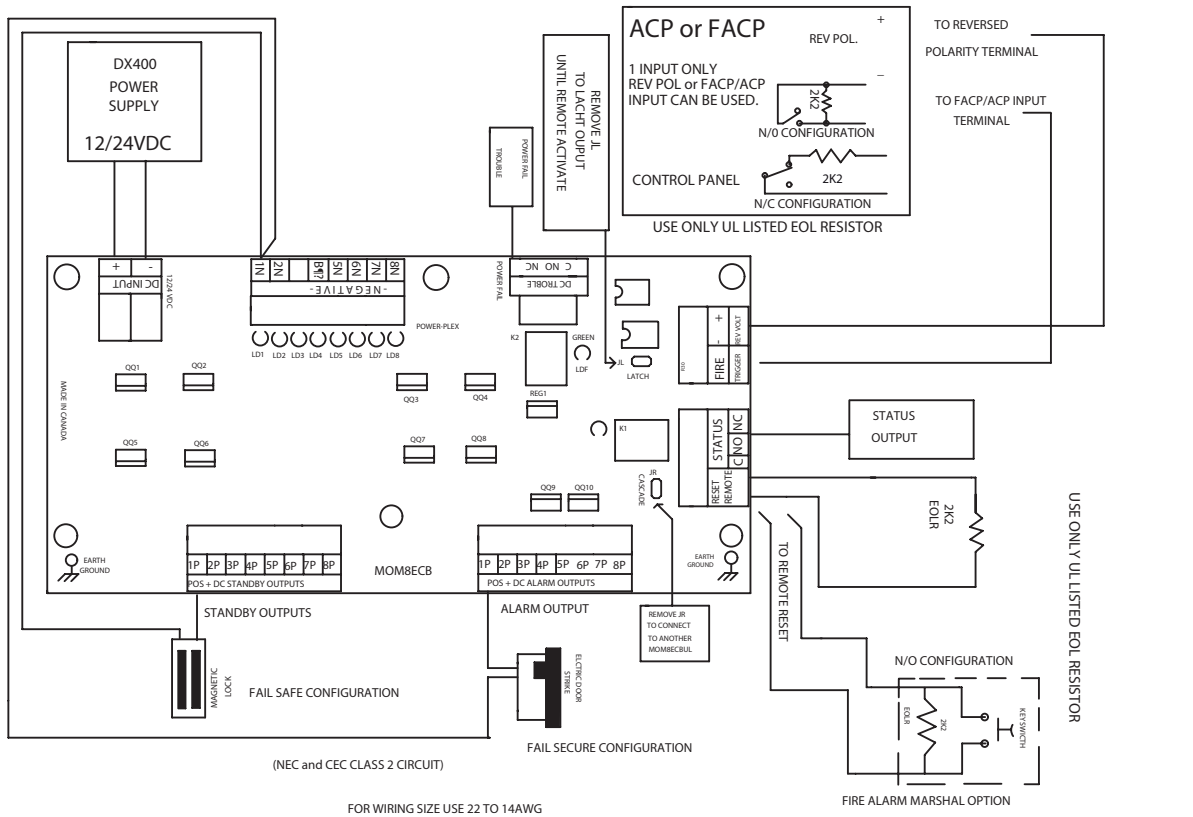 DX400
POWER
SUPPLY
12/24VDC
REMOVE JL
TO LACHT OUPUT
UNTIL REMOTE ACTIVATE
POWER FAIL
TROUBLE
ACP or FACP
REV POL.
+
–
1 INPUT ONLY
REV POL or FACP/ACP
INPUT CAN BE USED.
2K2
N/0 CONFIGURATION
CONTROL PANEL
2K2
N/C CONFIGURATION
USE ONLY UL LISTED EOL RESISTOR
TO REVERSED
POLARITY TERMINAL
TO FACP/ACP INPUT
TERMINAL
+ -
DC INPUT
12/24 VDC
1N 2N 5N 6N 7N 8N
-NEGATIVE-
POWER-PLEX
LD1 LD2 LD3 LD4 LD5 LD6 LD7 LD8
POWER FAIL
C NO NC
DC TROBLE
K2
GREEN
LDF
JL
LATCH
REG1
+
-
REV VOLT
FIRE
TRIGGER
QQ1
QQ2
QQ3
QQ4
MADE IN CANADA
QQ5
QQ6
QQ7
QQ8
K1
JR
CASCADE
QQ9
QQ10
STATUS
C NO NC
RESET
REMOTE
STATUS
OUTPUT
2K2
EOLR
USE ONLY UL LISTED EOL RESISTOR
EARTH
GROUND
1P 2P 3P 4P 5P 6P 7P 8P
POS + DC STANDBY OUTPUTS
MOM8ECB
1P 2P 3P 4P 5P 6P 7P 8P
POS + DC ALARM OUTPUTS
EARTH
GROUND
TO REMOTE RESET
STANDBY OUTPUTS
ALARM OUTPUT
REMOVE JR
TO CONNECT
TO ANOTHER
MOM8ECBUL
MAGNETIC
LOCK
FAIL SAFE CONFIGURATION
ELCTRIC DOOR
STRIKE
FAIL SECURE CONFIGURATION
N/O CONFIGURATION
2K2
EOLR
KEY SWICTH
FIRE ALARM MARSHAL OPTION
(NEC and CEC CLASS 2 CIRCUIT)
FOR WIRING SIZE USE 22 TO 14AWG